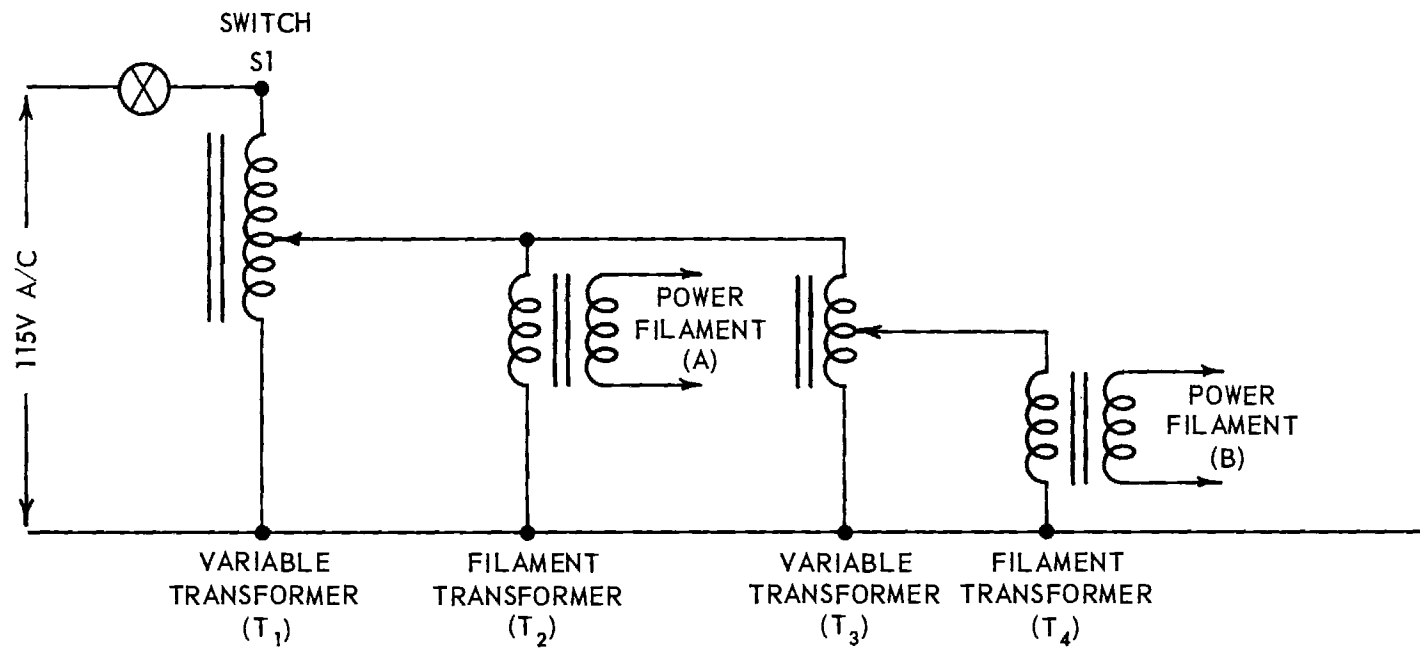 SWITCH
S1
115V A/C
POWER
FILAMENT
(A)
POWER
FILAMENT
(B)
VARIABLE
TRANSFORMER
(T1)
FILAMENT
TRANSFORMER
(T2)
VARIABLE
TRANSFORMER
(T3)
FILAMENT
TRANSFORMER
(T4)